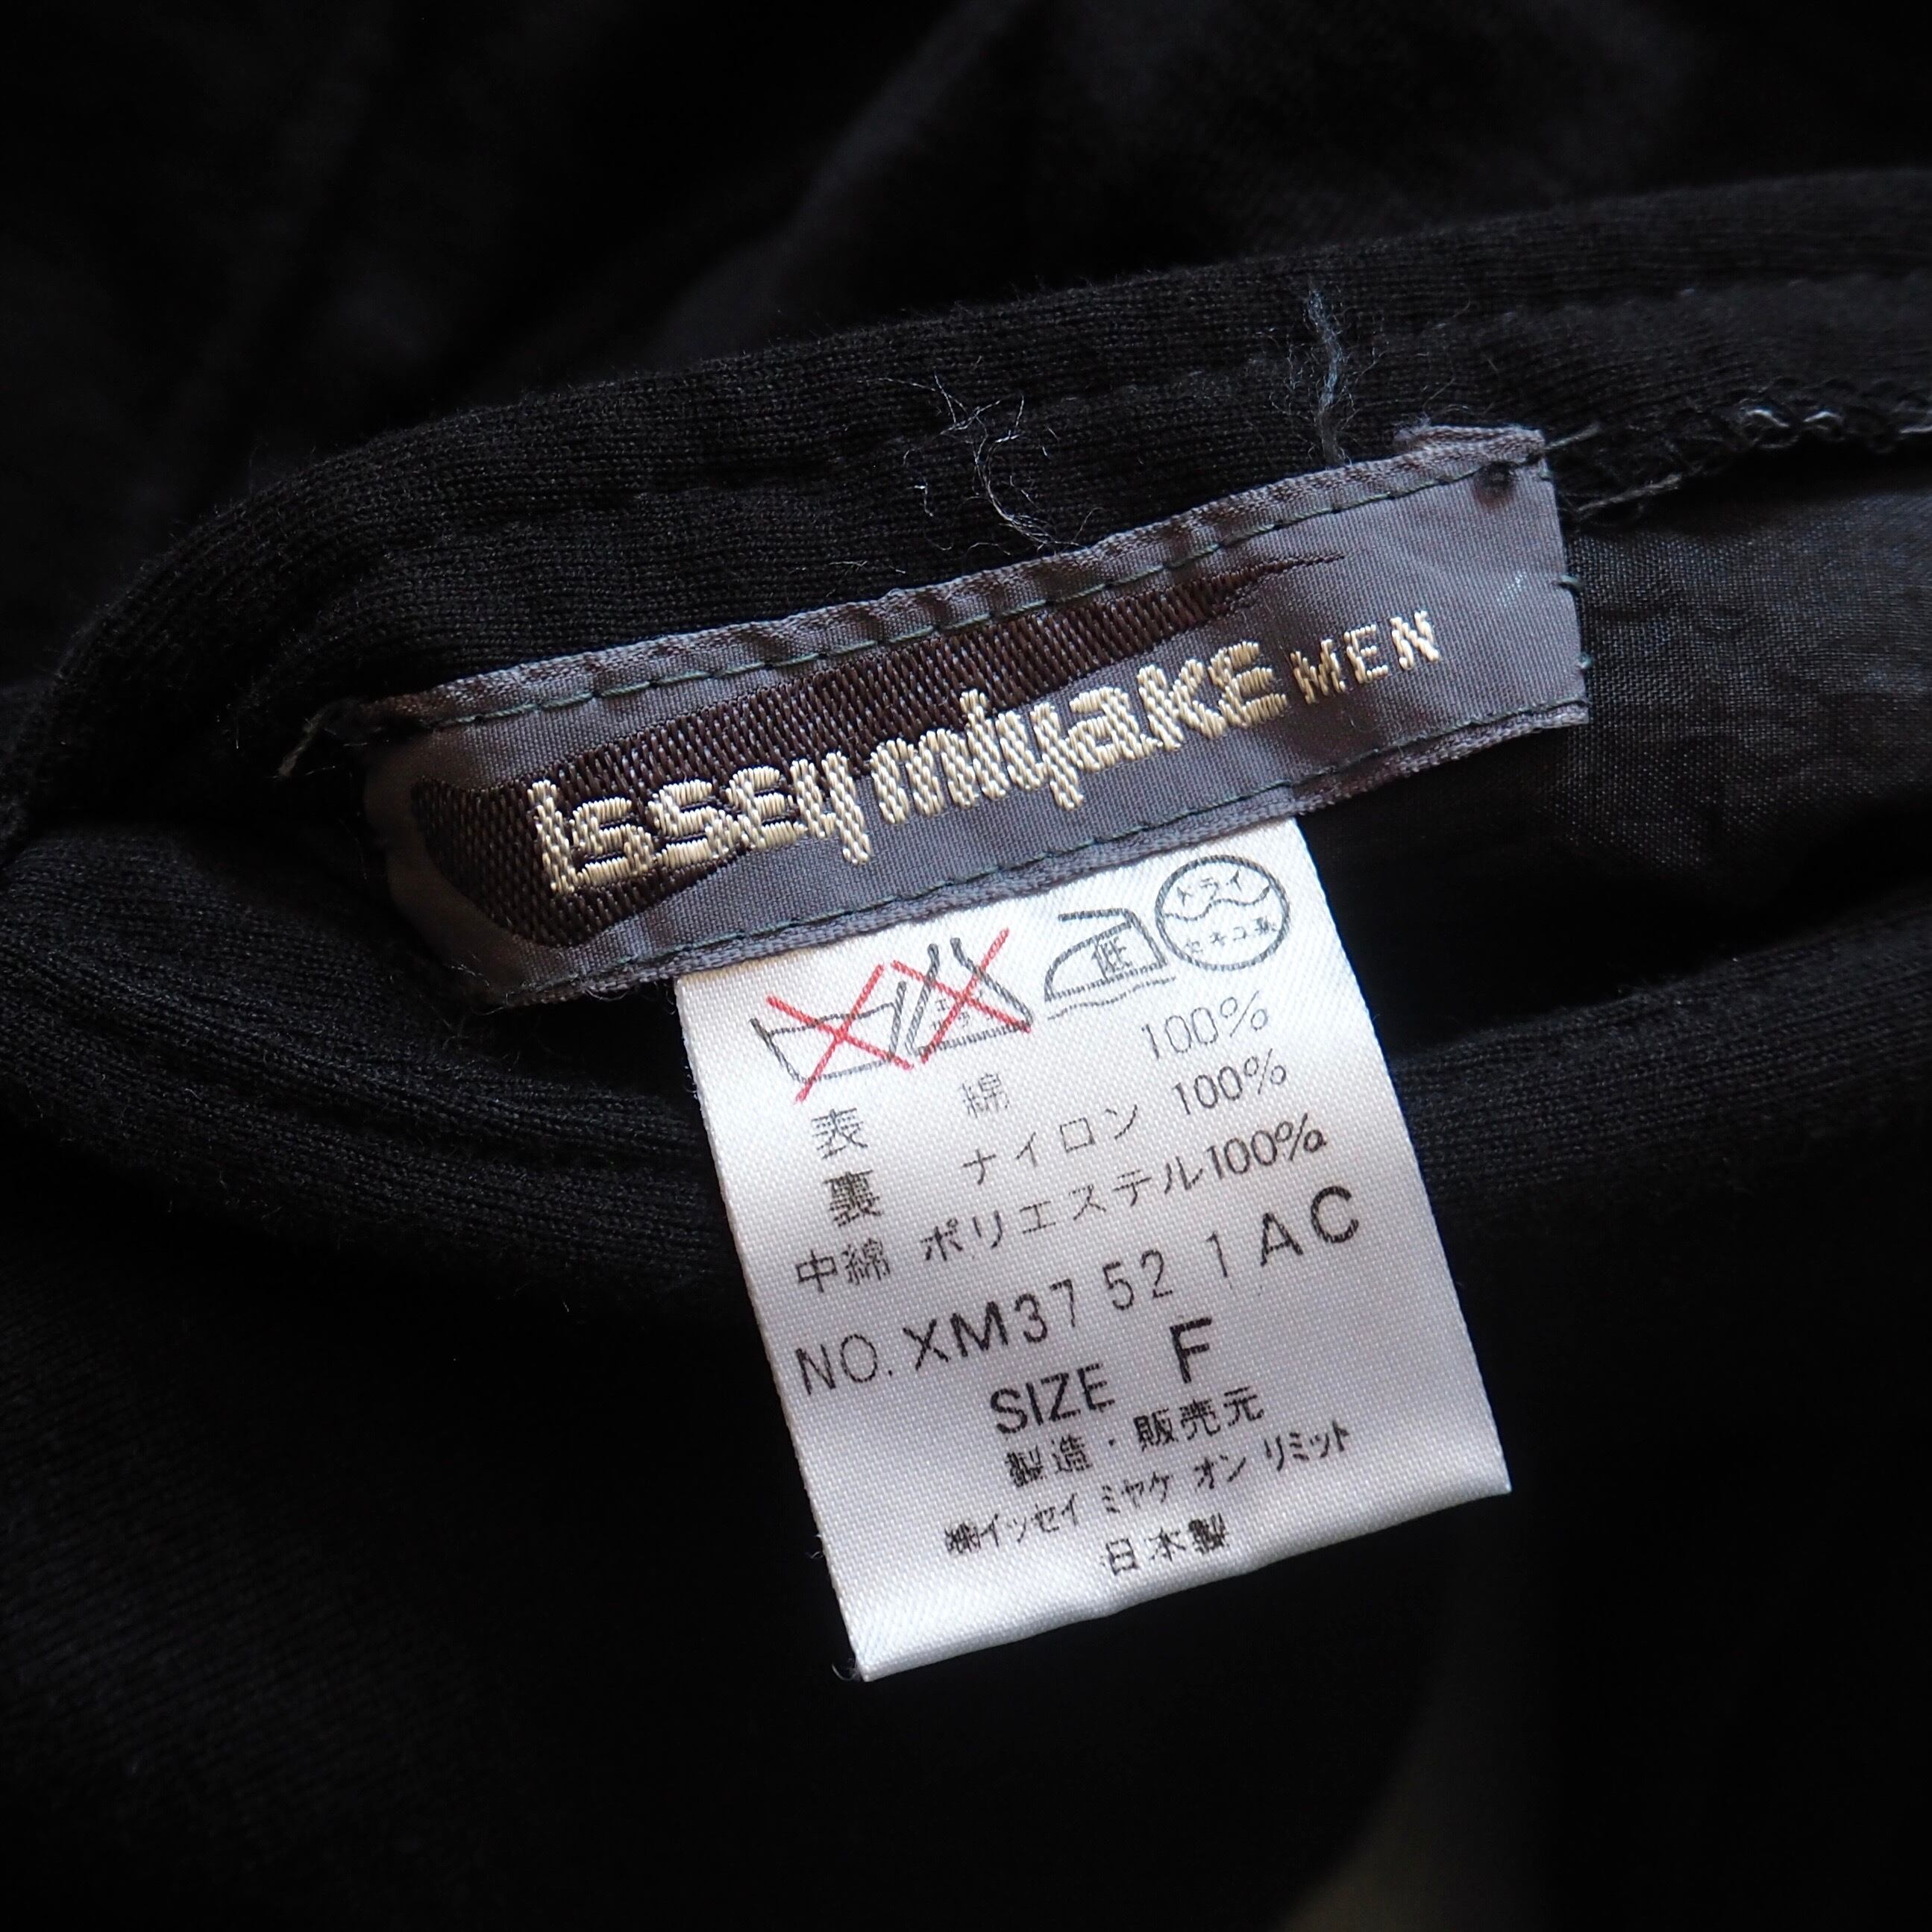 ISSEY MIYAKE MEN
低
ドライ
セキユ系
表 綿 100%
裏 ナイロン 100%
中綿 ポリエステル100%
NO. XM37 52 1 AC
SIZE F
製造・販売元
㈱イッセイ ミヤケ オン リミット
日本製